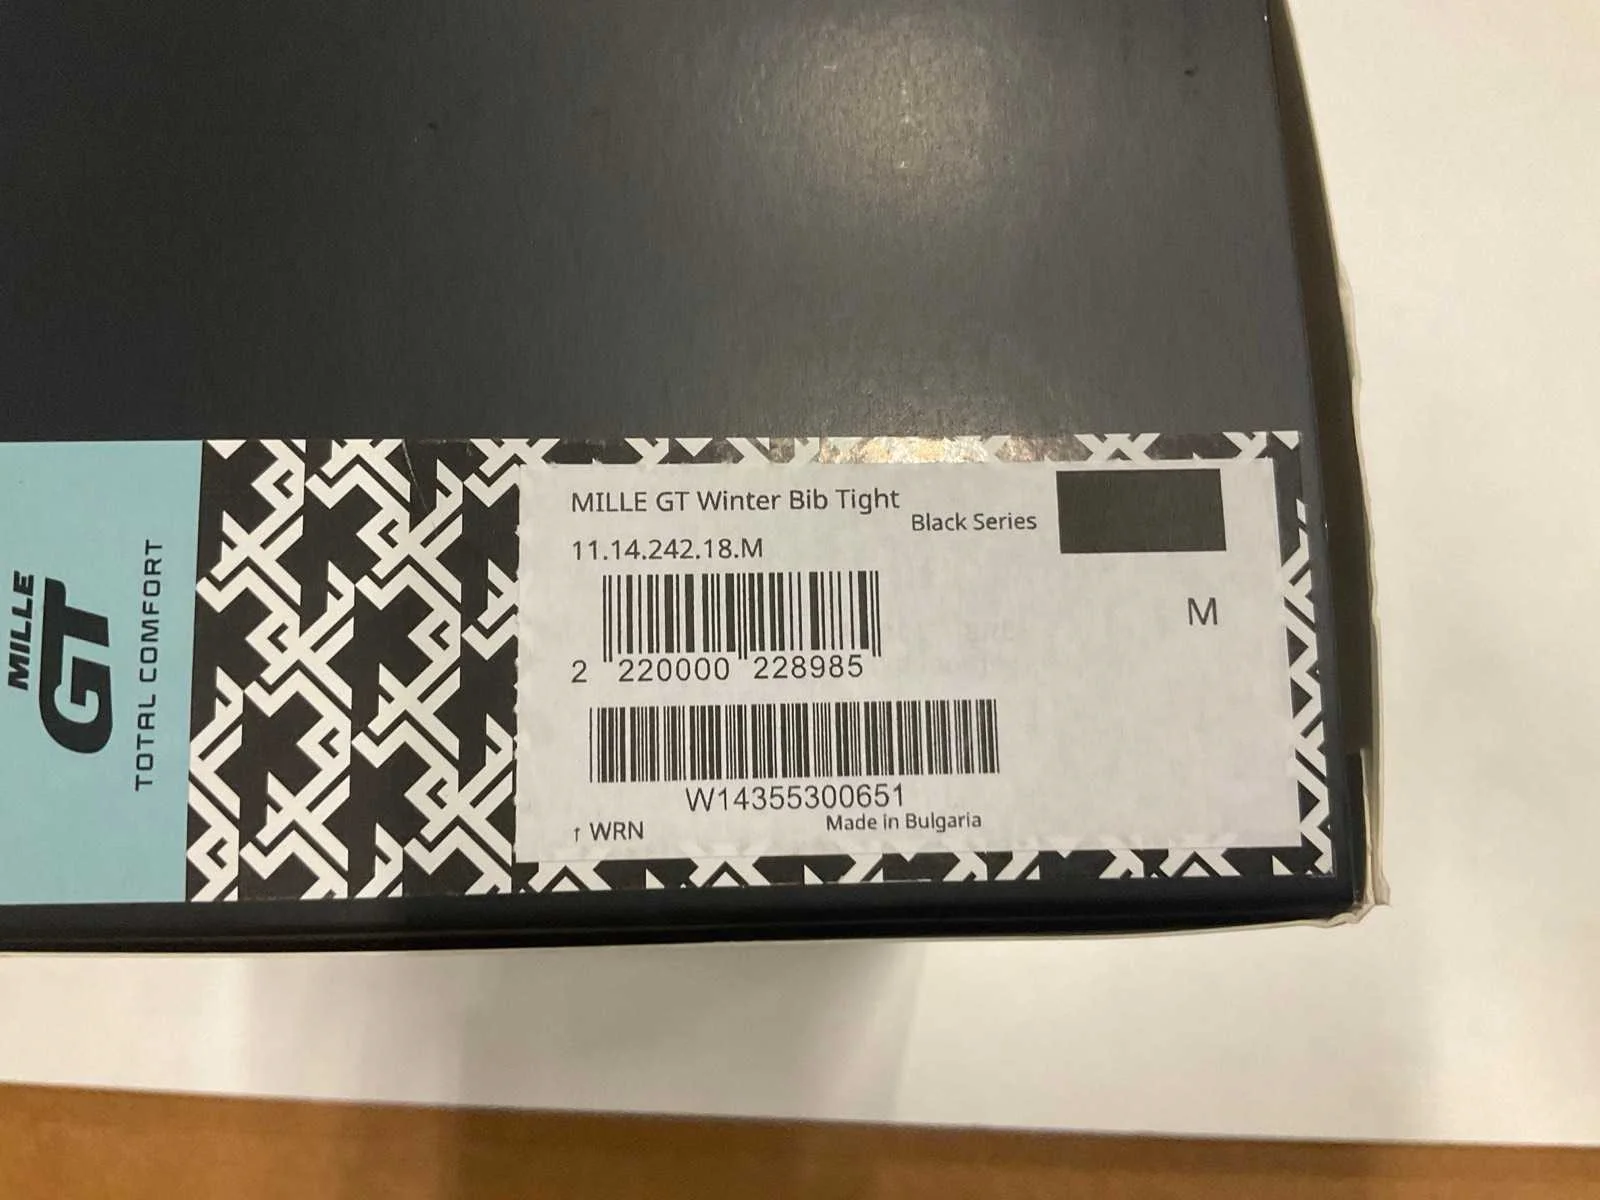 MILLE
GT
TOTAL COMFORT
MILLE GT Winter Bib Tight
Black Series
11.14.242.18.M
M
2 220000 228985
W14355300651
↑ WRN
Made in Bulgaria